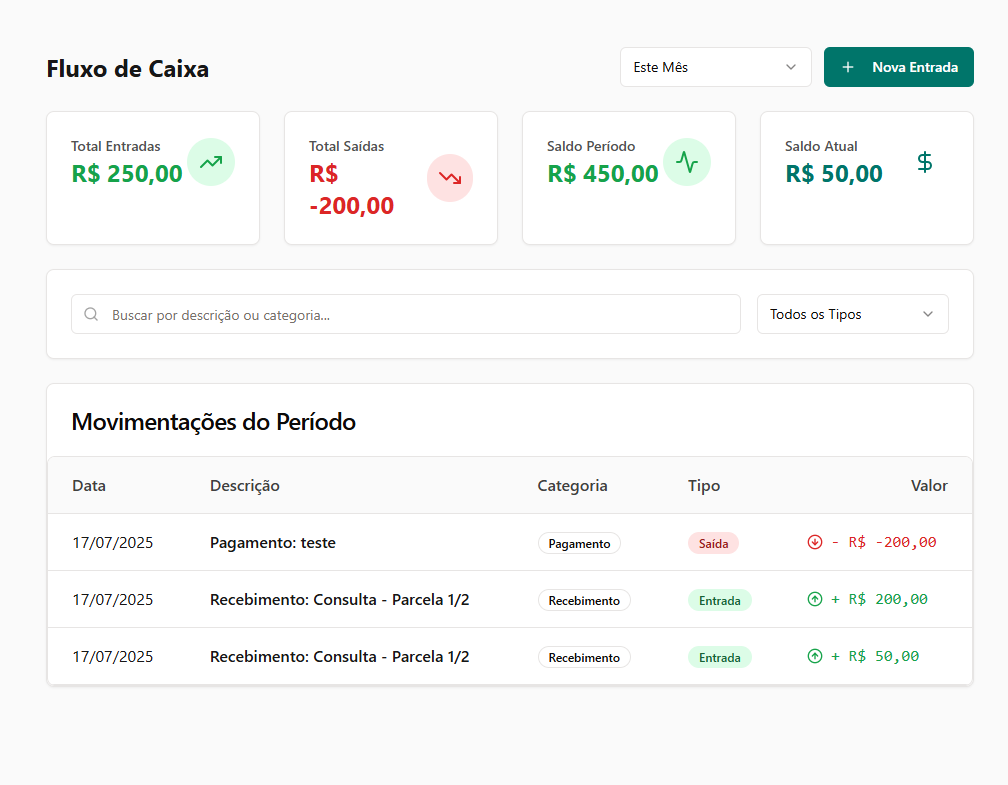 Fluxo de Caixa
Este Mês
Nova Entrada
Total Entradas
R$ 250,00
Total Saídas
R$
-200,00
Saldo Período
R$ 450,00
Saldo Atual
R$ 50,00
Buscar por descrição ou categoria...
Todos os Tipos
Movimentações do Período
Data Descrição Categoria Tipo Valor
17/07/2025 Pagamento: teste Pagamento Saída - R$ -200,00
17/07/2025 Recebimento: Consulta - Parcela 1/2 Recebimento Entrada + R$ 200,00
17/07/2025 Recebimento: Consulta - Parcela 1/2 Recebimento Entrada + R$ 50,00